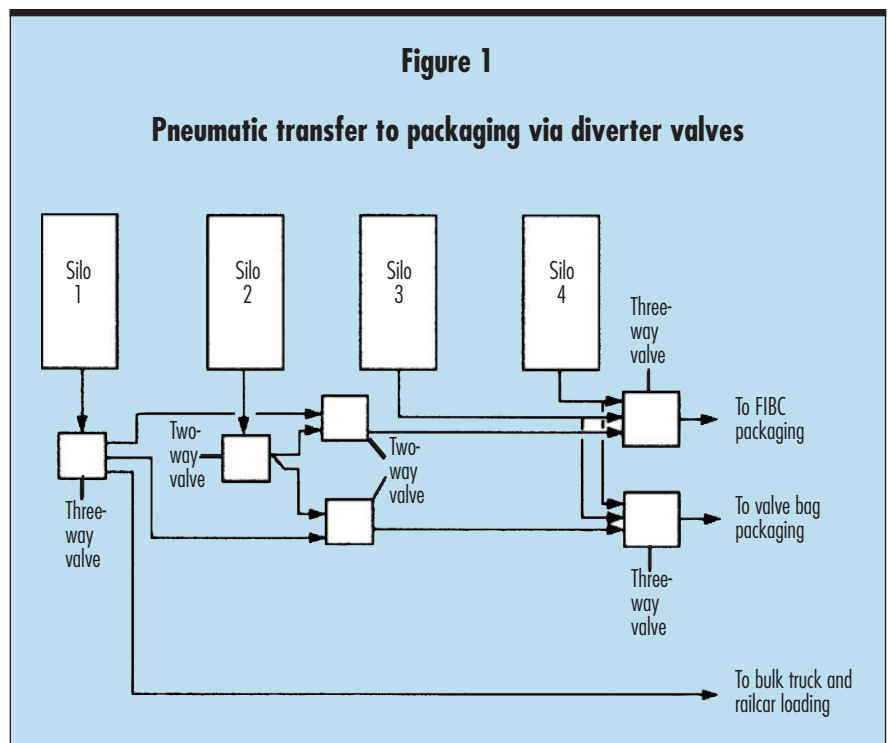 Figure 1
Pneumatic transfer to packaging via diverter valves
Silo
1
Silo
2
Silo
3
Silo
4
Three-
way
valve
To FIBC
packaging
Two-
way
valve
Two-
way
valve
Three-
way
valve
To valve bag
packaging
Three-
way
valve
To bulk truck and
railcar loading